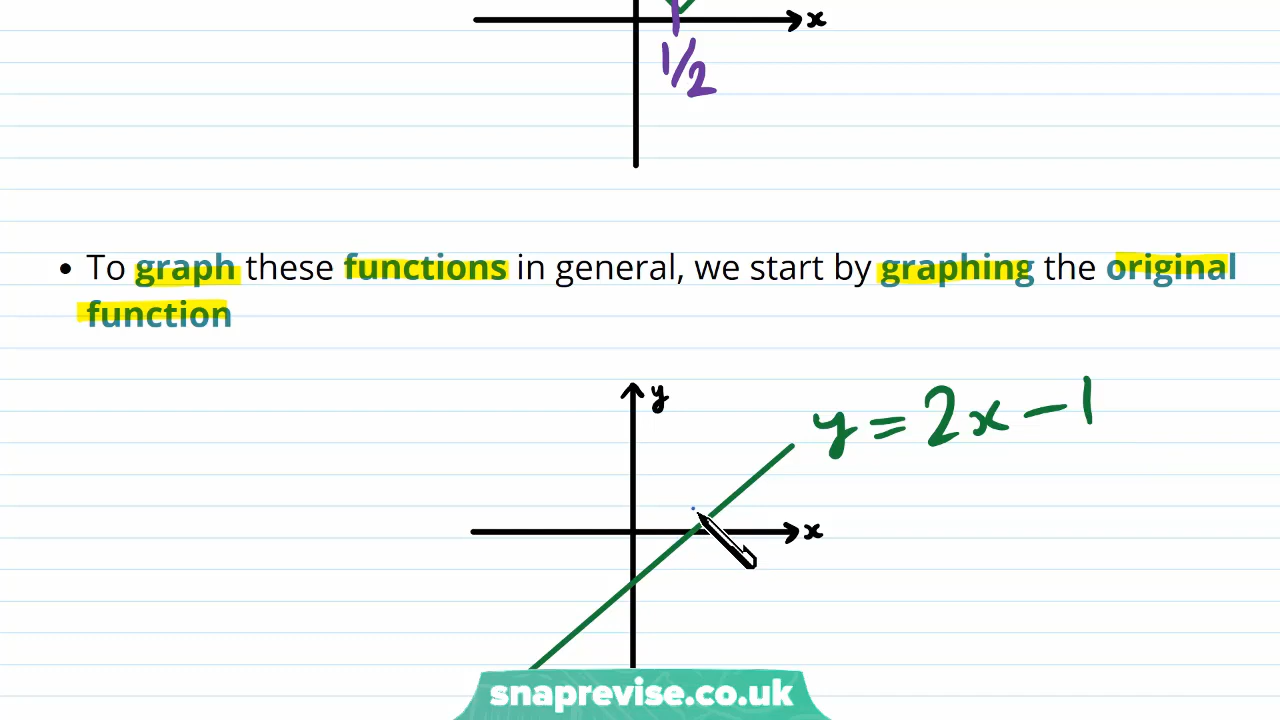 x
1/2
• To graph these functions in general, we start by graphing the original
function
y
y = 2x - 1
x
snaprevise.co.uk